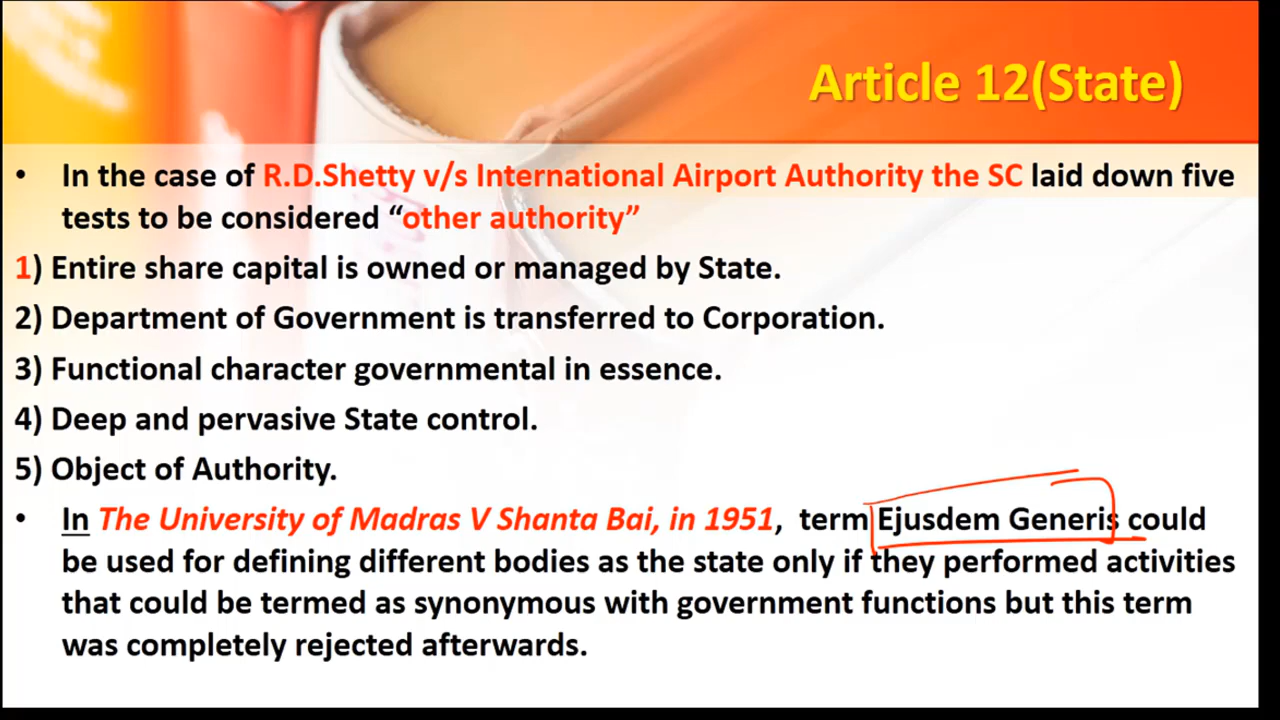 Article 12(State)
• In the case of R.D.Shetty v/s International Airport Authority the SC laid down five
tests to be considered “other authority”
1) Entire share capital is owned or managed by State.
2) Department of Government is transferred to Corporation.
3) Functional character governmental in essence.
4) Deep and pervasive State control.
5) Object of Authority.
• In The University of Madras V Shanta Bai, in 1951, term Ejusdem Generis could
be used for defining different bodies as the state only if they performed activities
that could be termed as synonymous with government functions but this term
was completely rejected afterwards.